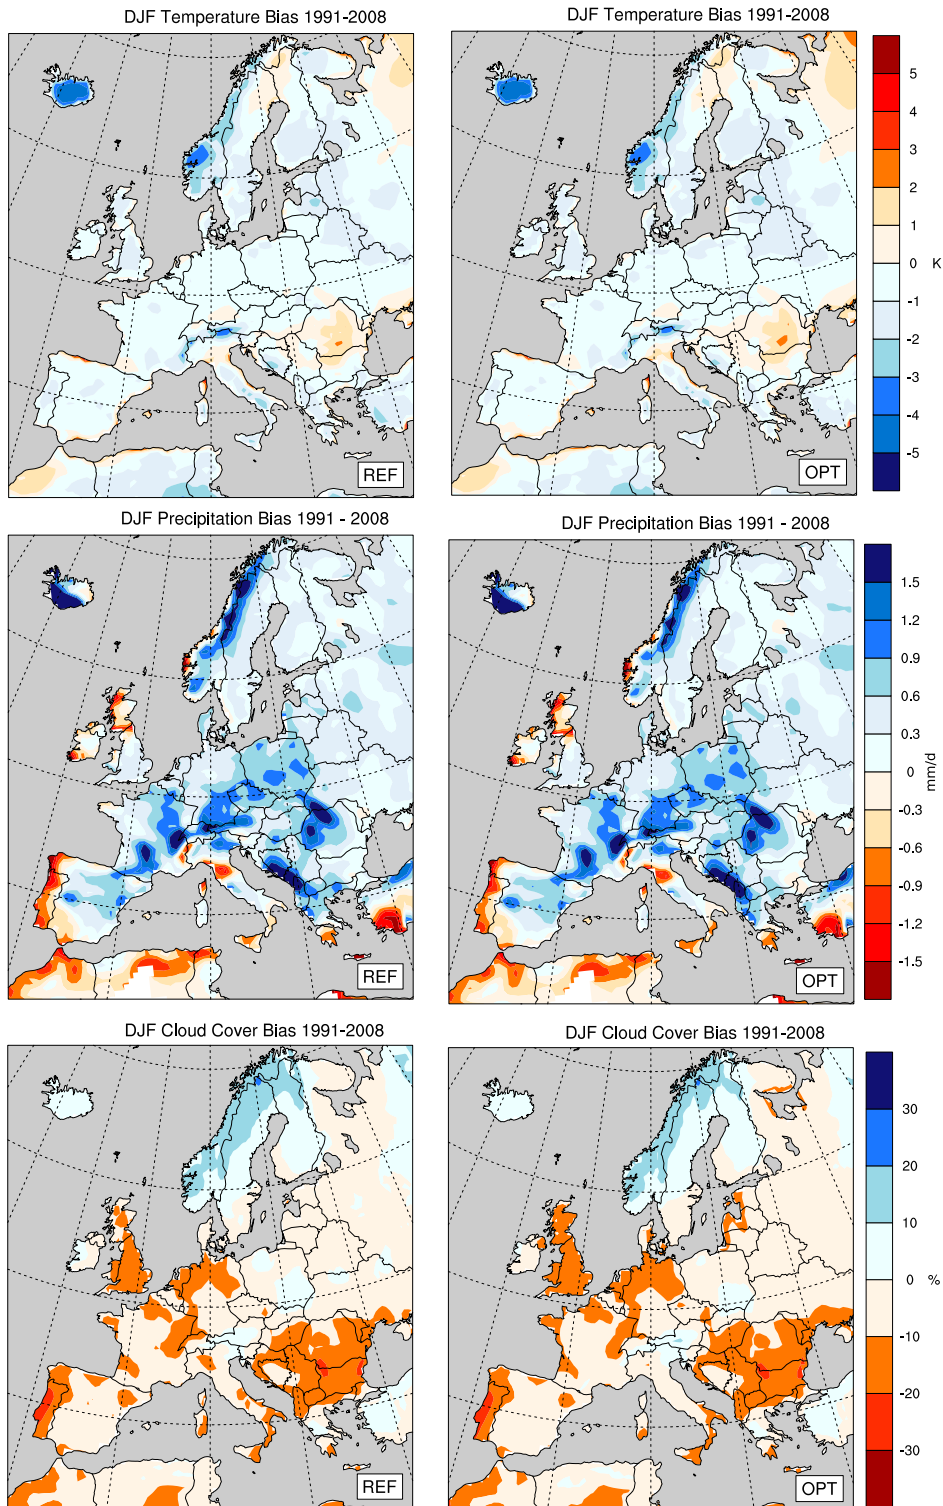 DJF Temperature Bias 1991-2008
DJF Temperature Bias 1991-2008
REF
OPT
5
4
3
2
1
0
-1
-2
-3
-4
-5
K
DJF Precipitation Bias 1991 - 2008
DJF Precipitation Bias 1991 - 2008
REF
OPT
1.5
1.2
0.9
0.6
0.3
0
-0.3
-0.6
-0.9
-1.2
-1.5
mm/d
DJF Cloud Cover Bias 1991-2008
DJF Cloud Cover Bias 1991-2008
REF
OPT
30
20
10
0
-10
-20
-30
%